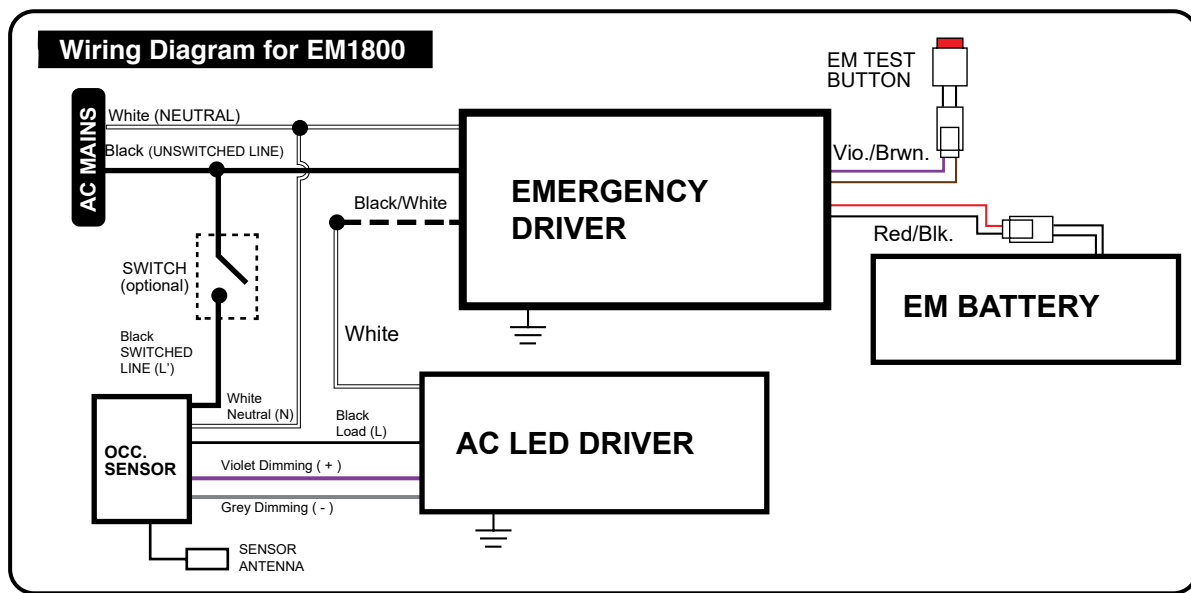 Wiring Diagram for EM1800
EM TEST
BUTTON
AC MAINS
White (NEUTRAL)
Black (UNSWITCHED LINE)
Vio./Brwn.
EMERGENCY
DRIVER
Black/White
Red/Blk.
SWITCH
(optional)
EM BATTERY
White
Black
SWITCHED
LINE (L')
White
Neutral (N)
Black
Load (L)
OCC.
SENSOR
AC LED DRIVER
Violet Dimming ( + )
Grey Dimming ( - )
SENSOR
ANTENNA